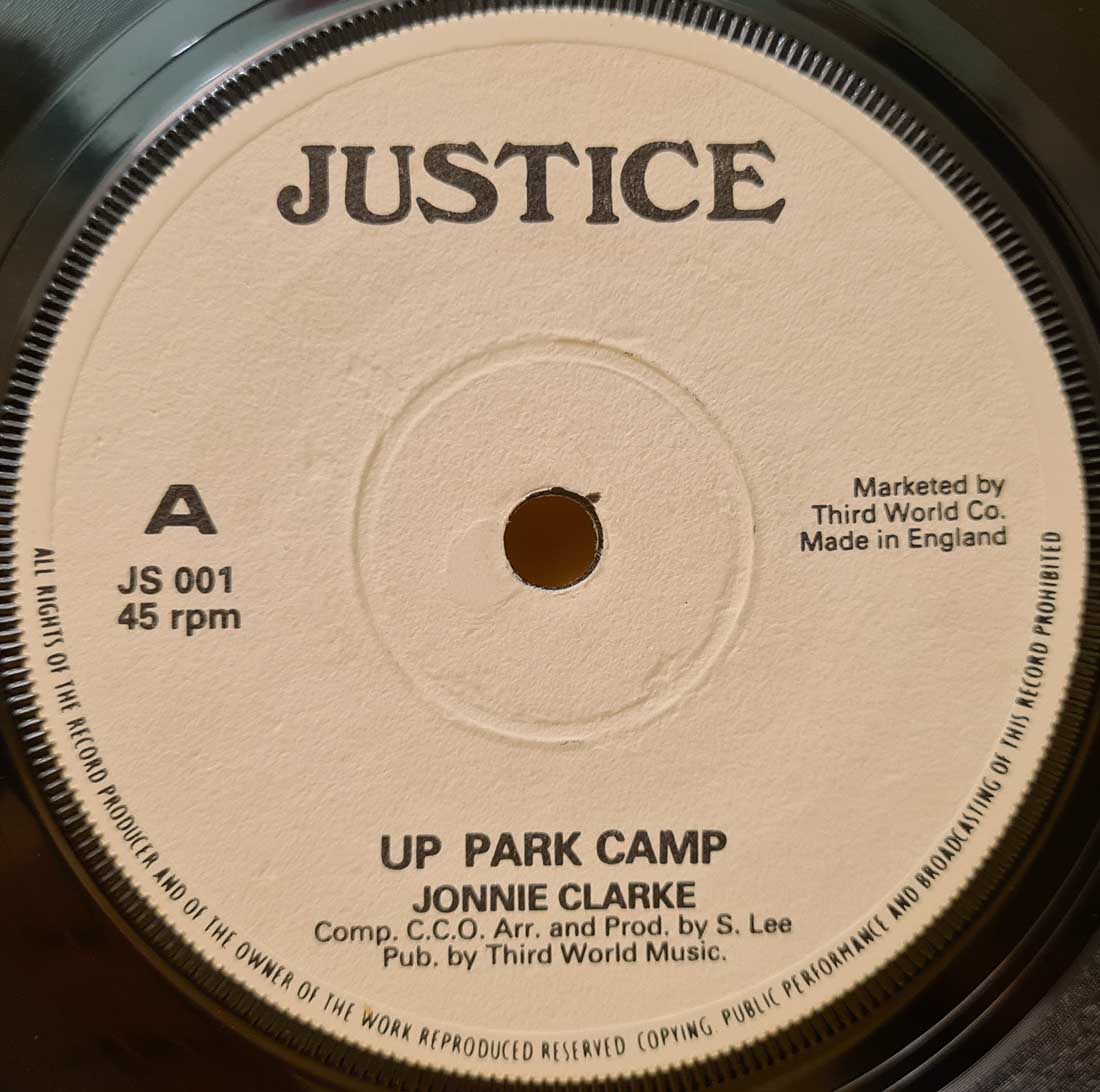 JUSTICE
A
JS 001
45 rpm
Marketed by
Third World Co.
Made in England
UP PARK CAMP
JONNIE CLARKE
Comp. C.C.O. Arr. and Prod. by S. Lee
Pub. by Third World Music.
ALL RIGHTS OF THE RECORD PRODUCER AND OF THE OWNER OF THE WORK REPRODUCED RESERVED COPYING PUBLIC PERFORMANCE AND BROADCASTING OF THIS RECORD PROHIBITED